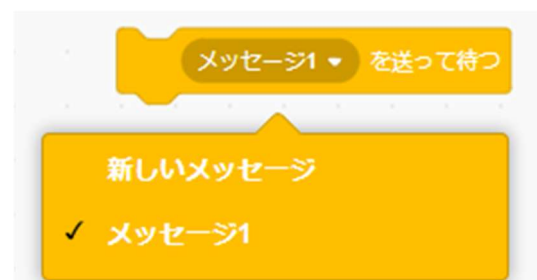 メッセージ1 を送って待つ
新しいメッセージ
✓ メッセージ1